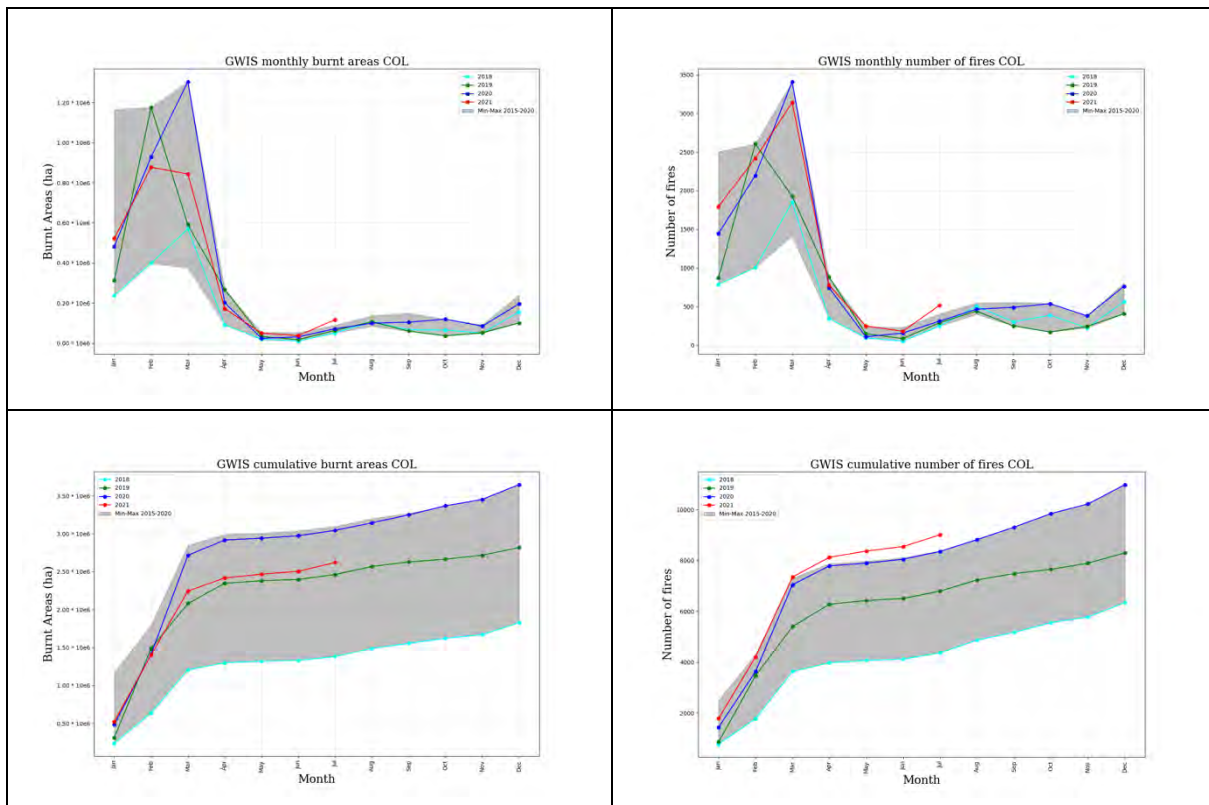 GWIS monthly burnt areas COL
2018
2019
2020
2021
Min-Max 2015-2020
1.20 * 10e6
1.00 * 10e6
0.80 * 10e6
0.60 * 10e6
0.40 * 10e6
0.20 * 10e6
0.00 * 10e6
Burnt Areas (ha)
Jan
Feb
Mar
Apr
May
Jun
Jul
Aug
Sep
Oct
Nov
Dec
Month
GWIS monthly number of fires COL
2018
2019
2020
2021
Min-Max 2015-2020
3500
3000
2500
2000
1500
1000
500
0
Number of fires
Jan
Feb
Mar
Apr
May
Jun
Jul
Aug
Sep
Oct
Nov
Dec
Month
GWIS cumulative burnt areas COL
2018
2019
2020
2021
Min-Max 2015-2020
3.50 * 10e6
3.00 * 10e6
2.50 * 10e6
2.00 * 10e6
1.50 * 10e6
1.00 * 10e6
0.50 * 10e6
Burnt Areas (ha)
Jan
Feb
Mar
Apr
May
Jun
Jul
Aug
Sep
Oct
Nov
Dec
Month
GWIS cumulative number of fires COL
2018
2019
2020
2021
Min-Max 2015-2020
10000
8000
6000
4000
2000
Number of fires
Jan
Feb
Mar
Apr
May
Jun
Jul
Aug
Sep
Oct
Nov
Dec
Month